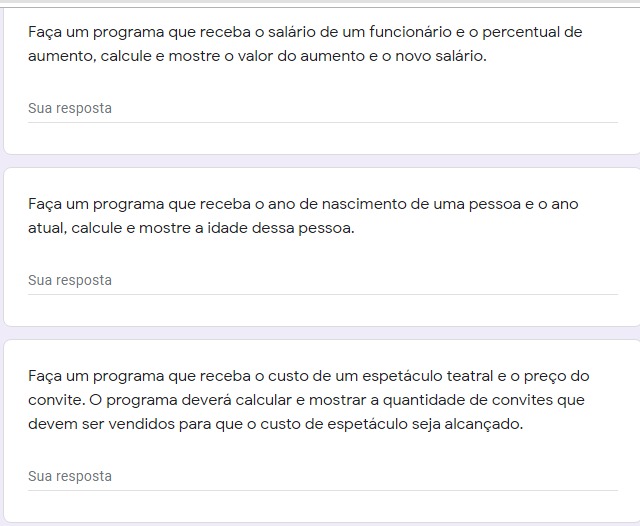 Faça um programa que receba o salário de um funcionário e o percentual de
aumento, calcule e mostre o valor do aumento e o novo salário.
Sua resposta
Faça um programa que receba o ano de nascimento de uma pessoa e o ano
atual, calcule e mostre a idade dessa pessoa.
Sua resposta
Faça um programa que receba o custo de um espetáculo teatral e o preço do
convite. O programa deverá calcular e mostrar a quantidade de convites que
devem ser vendidos para que o custo de espetáculo seja alcançado.
Sua resposta